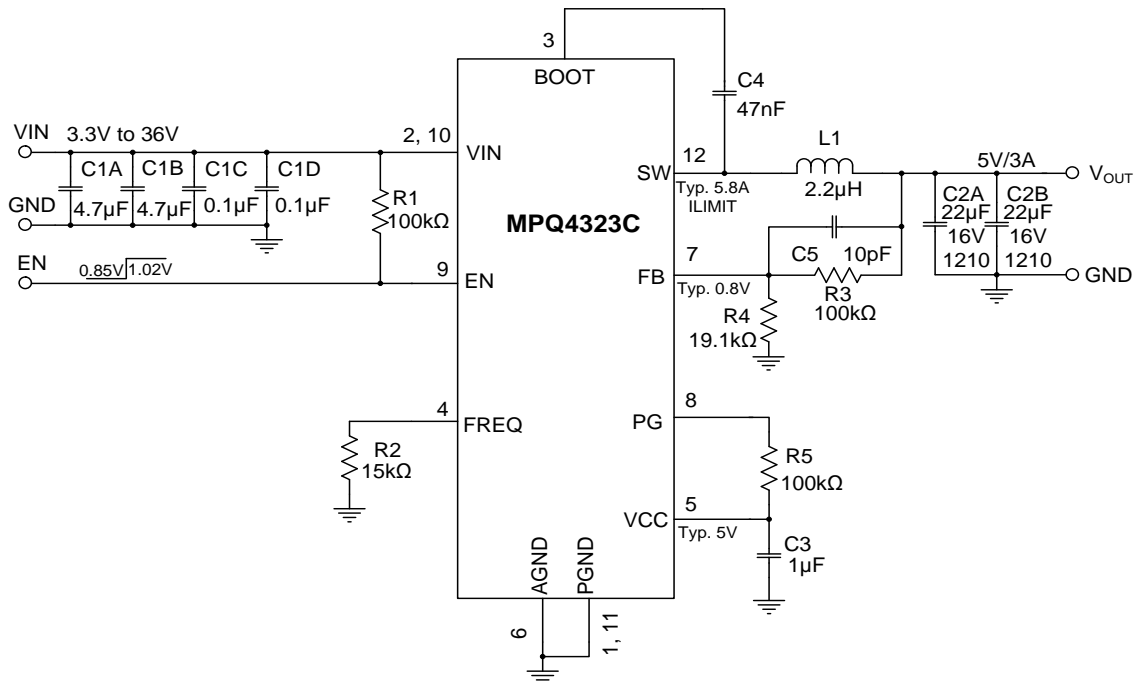 3
BOOT
C4
47nF
VIN
3.3V to 36V
2, 10
VIN
C1A
C1B
C1C
C1D
4.7µF
4.7µF
0.1µF
0.1µF
GND
R1
100kΩ
EN
0.85V
1.02V
9
EN
MPQ4323C
SW
12
Typ. 5.8A
ILIMIT
L1
2.2µH
5V/3A
VOUT
C2A
22µF
16V
1210
C2B
22µF
16V
1210
GND
7
FB
Typ. 0.8V
C5
10pF
R3
100kΩ
R4
19.1kΩ
4
FREQ
R2
15kΩ
8
PG
R5
100kΩ
5
VCC
Typ. 5V
C3
1µF
AGND
PGND
6
1, 11